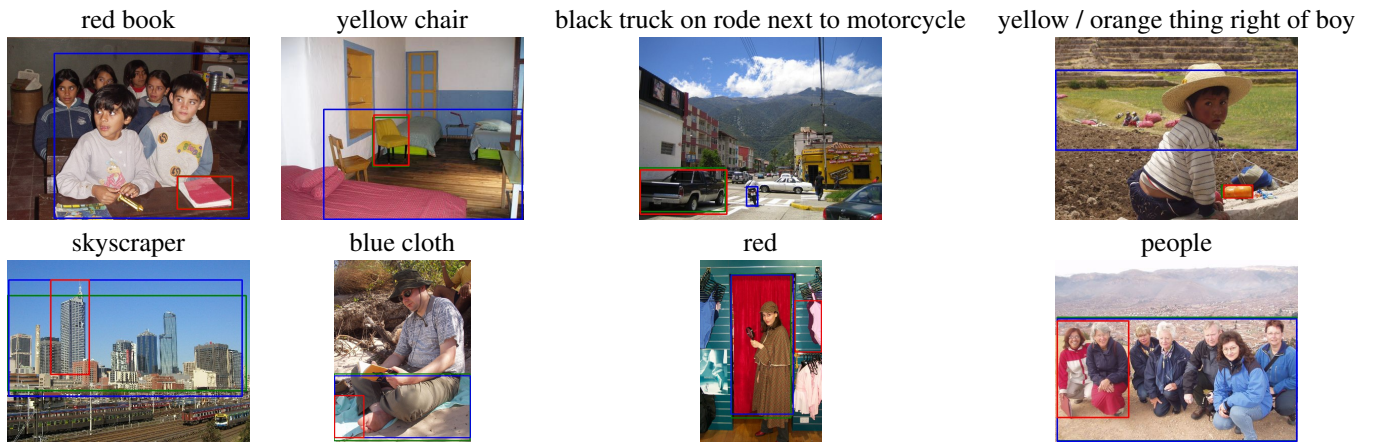 red book
yellow chair
black truck on rode next to motorcycle
yellow / orange thing right of boy
skyscraper
blue cloth
red
people